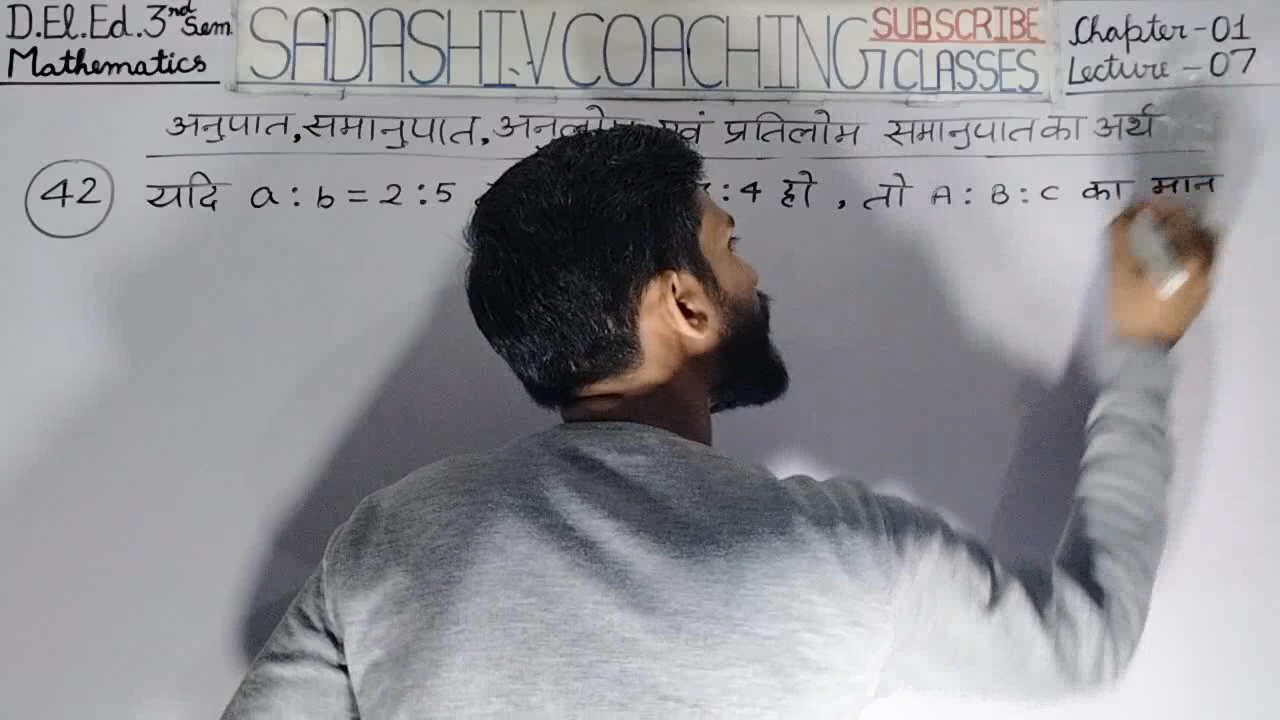 D.El.Ed. 3rd Sem
Mathematics
SADASHIV COACHING CLASSES
SUBSCRIBE
Chapter-01
Lecture-07
अनुपात, समानुपात, एवं प्रतिलोम समानुपात का अर्थ
42 यदि a : b = 2 : 5 : 4 हो , तो A : B : C का मान